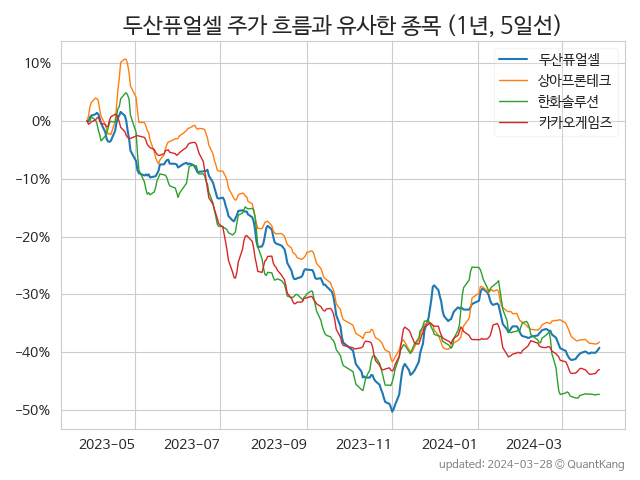 두산퓨얼셀 주가 흐름과 유사한 종목 (1년, 5일선)
두산퓨얼셀
상아프론테크
한화솔루션
카카오게임즈
10%
0%
−10%
−20%
−30%
−40%
−50%
2023-05 2023-07 2023-09 2023-11 2024-01 2024-03
updated: 2024-03-28 © QuantKang